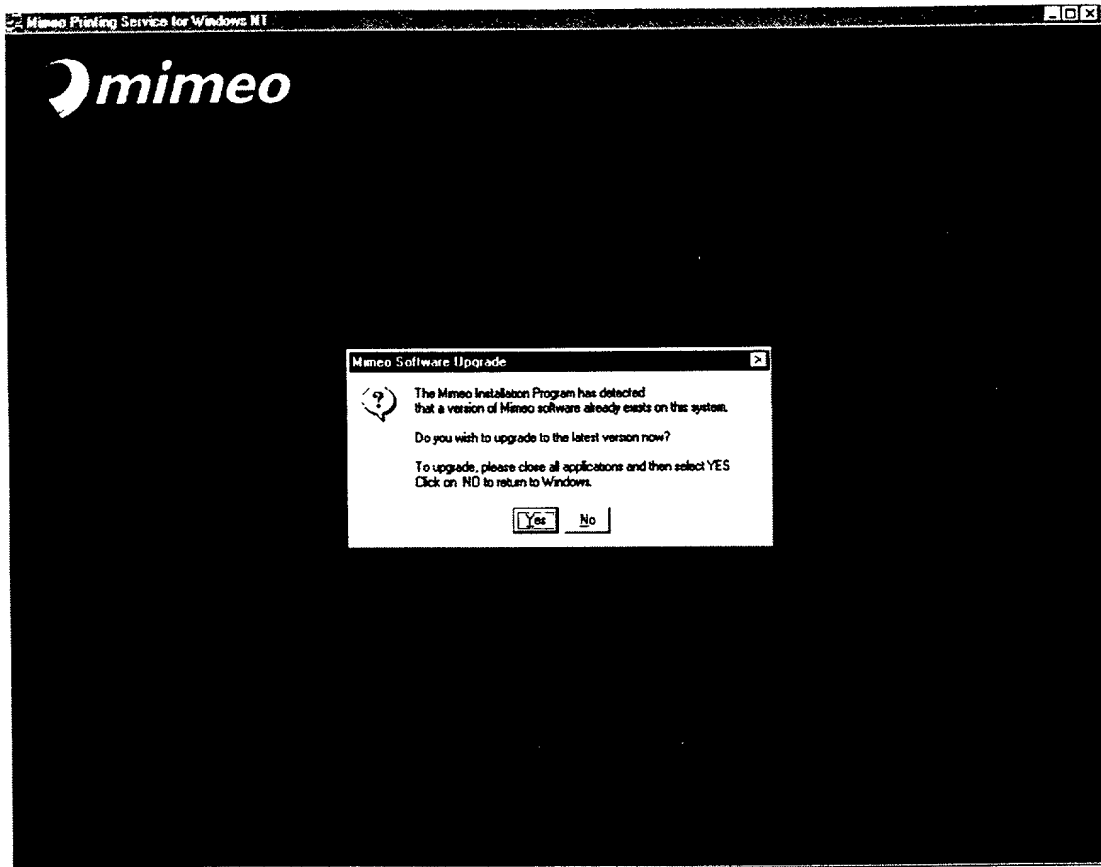 Mimeo Printing Service for Windows NT
mimeo
Mimeo Software Upgrade
The Mimeo Installation Program has detected
that a version of Mimeo software already exists on this system.
Do you wish to upgrade to the latest version now?
To upgrade, please close all applications and then select YES
Click on NO to return to Windows.
Yes No